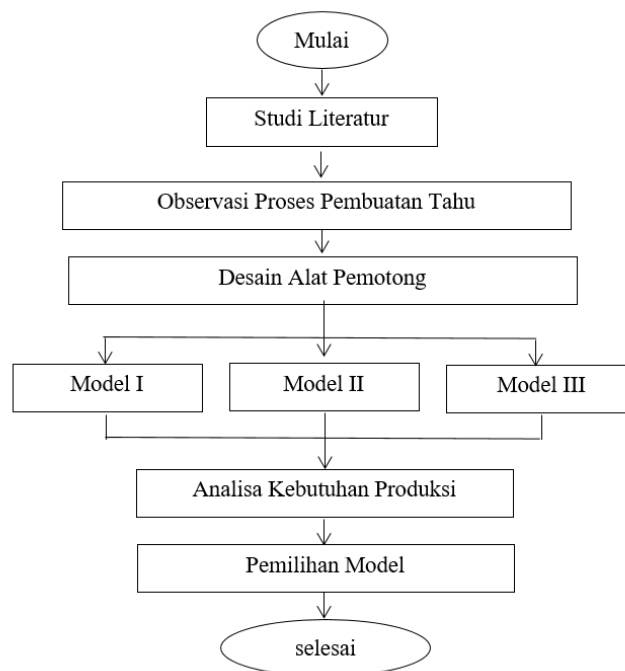 Mulai
Studi Literatur
Observasi Proses Pembuatan Tahu
Desain Alat Pemotong
Model I
Model II
Model III
Analisa Kebutuhan Produksi
Pemilihan Model
selesai